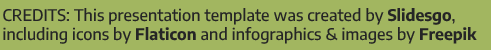 CREDITS: This presentation template was created by Slidesgo,
including icons by Flaticon and infographics & images by Freepik